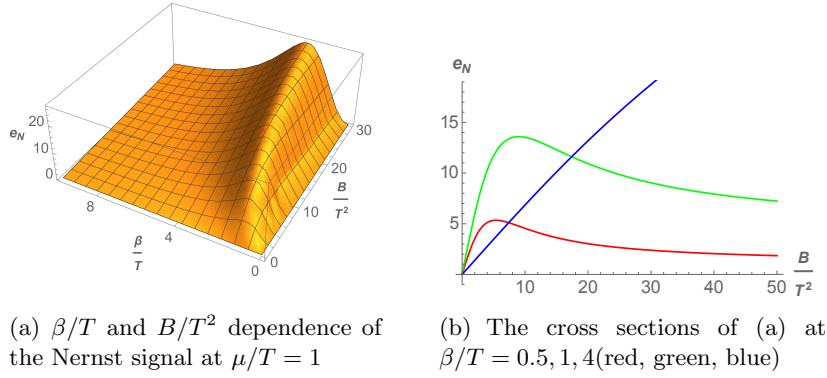 e_N
20
10
0
8
4
0
β/T
0
10
20
30
B/T²
e_N
15
10
5
10
20
30
40
50
B/T²
(a) β/T and B/T² dependence of
the Nernst signal at μ/T = 1
(b) The cross sections of (a) at
β/T = 0.5, 1, 4(red, green, blue)